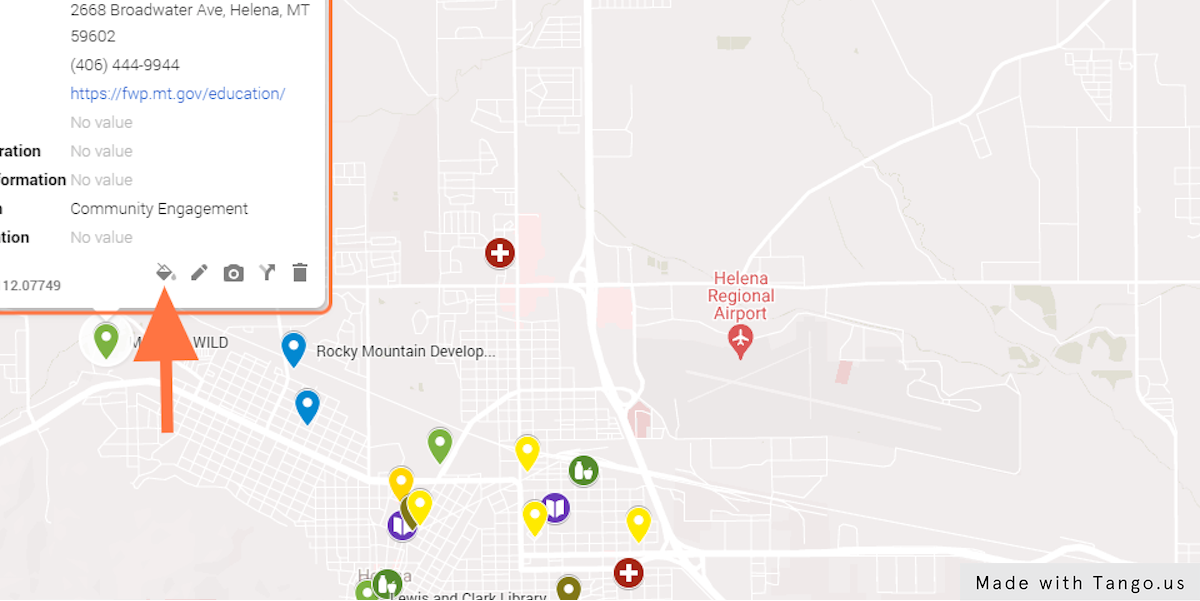 2668 Broadwater Ave, Helena, MT
59602
(406) 444-9944
https://fwp.mt.gov/education/
No value
ration No value
formation No value
Community Engagement
tion No value
12.07749
WILD
Rocky Mountain Develop...
Helena
Regional
Airport
Lewis and Clark Library
Made with Tango.us